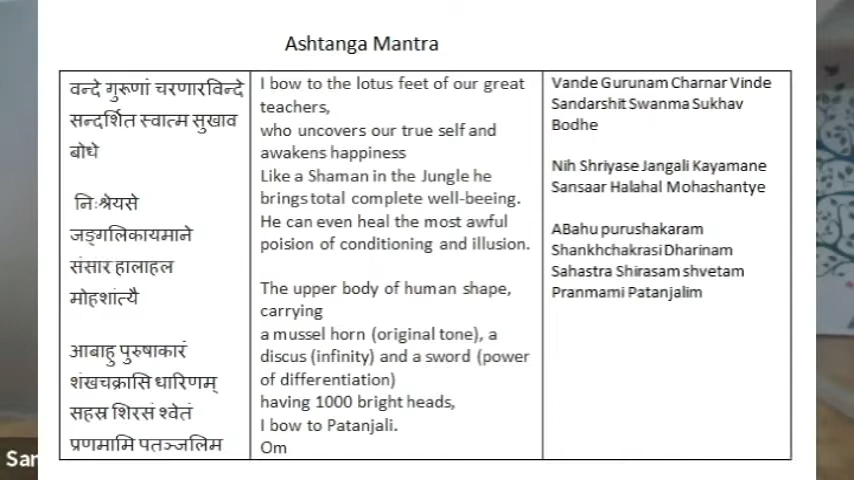 Ashtanga Mantra
वन्दे गुरुणां चरणारविन्दे
सन्दर्शित स्वात्म सुखाव
बोधे
निःश्रेयसे
जङ्गलिकायमाने
संसार हालाहल
मोहशांत्यै
आबाहु पुरुषाकारं
शंखचक्रासि धारिणम्
सहस्र शिरसं श्वेतं
प्रणमामि पतञ्जलिम
I bow to the lotus feet of our great
teachers,
who uncovers our true self and
awakens happiness
Like a Shaman in the Jungle he
brings total complete well-beeing.
He can even heal the most awful
poision of conditioning and illusion.
The upper body of human shape,
carrying
a mussel horn (original tone), a
discus (infinity) and a sword (power
of differentiation)
having 1000 bright heads,
I bow to Patanjali.
Om
Vande Gurunam Charnar Vinde
Sandarshit Swanma Sukhav
Bodhe
Nih Shriyase Jangali Kayamane
Sansaar Halahal Mohashantye
ABahu purushakaram
Shankhchakrasi Dharinam
Sahastra Shirasam shvetam
Pranmami Patanjalim
San